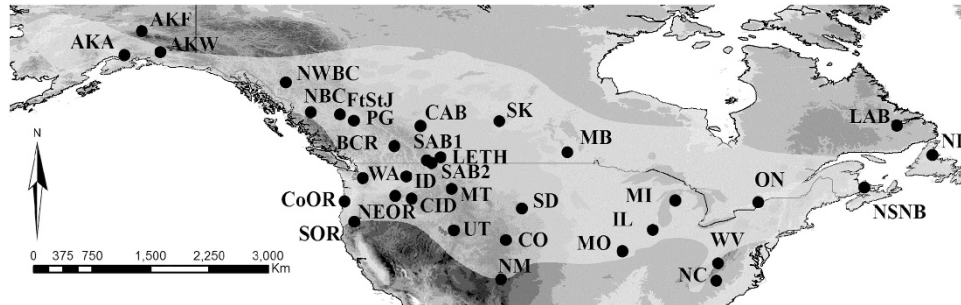 AKF
AKA AKW
NWBC
NBC FtStJ
PG CAB SK LAB
BCR SAB1 LETH MB
N
WA ID SAB2
MT MI ON
CoOR NEOR CID SD IL NSNB
SOR UT CO MO WV
NM NC
0 375 750 1,500 2,250 3,000
Km